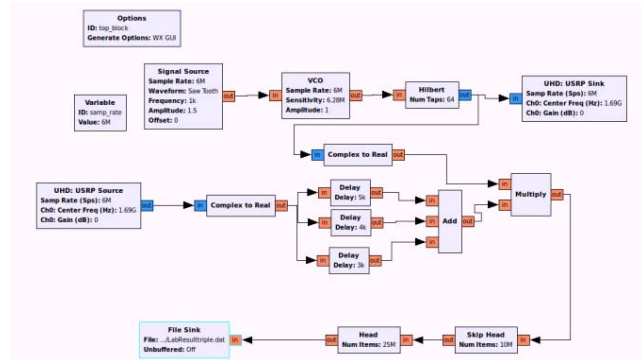 Options
ID: top_block
Generate Options: WX GUI
Variable
ID: samp_rate
Value: 6M
Signal Source
Sample Rate: 6M
Waveform: Saw Tooth
Frequency: 1k
Amplitude: 1.5
Offset: 0
out
in
VCO
Sample Rate: 6M
Sensitivity: 6.28M
Amplitude: 1
out
in
Hilbert
Num Taps: 64
out
in
UHD: USRP Sink
Samp Rate (Sps): 6M
Ch0: Center Freq (Hz): 1.69G
Ch0: Gain (dB): 0
in
Complex to Real
out
UHD: USRP Source
Samp Rate (Sps): 6M
Ch0: Center Freq (Hz): 1.69G
Ch0: Gain (dB): 0
out
in
Complex to Real
out
in
Delay
Delay: 5k
out
in
Delay
Delay: 4k
out
in
Delay
Delay: 3k
out
in
in
in
Add
out
in
in
Multiply
out
File Sink
File: .../LabResulttriple.dat
Unbuffered: Off
in
out
Head
Num Items: 25M
in
out
Skip Head
Num Items: 10M
in